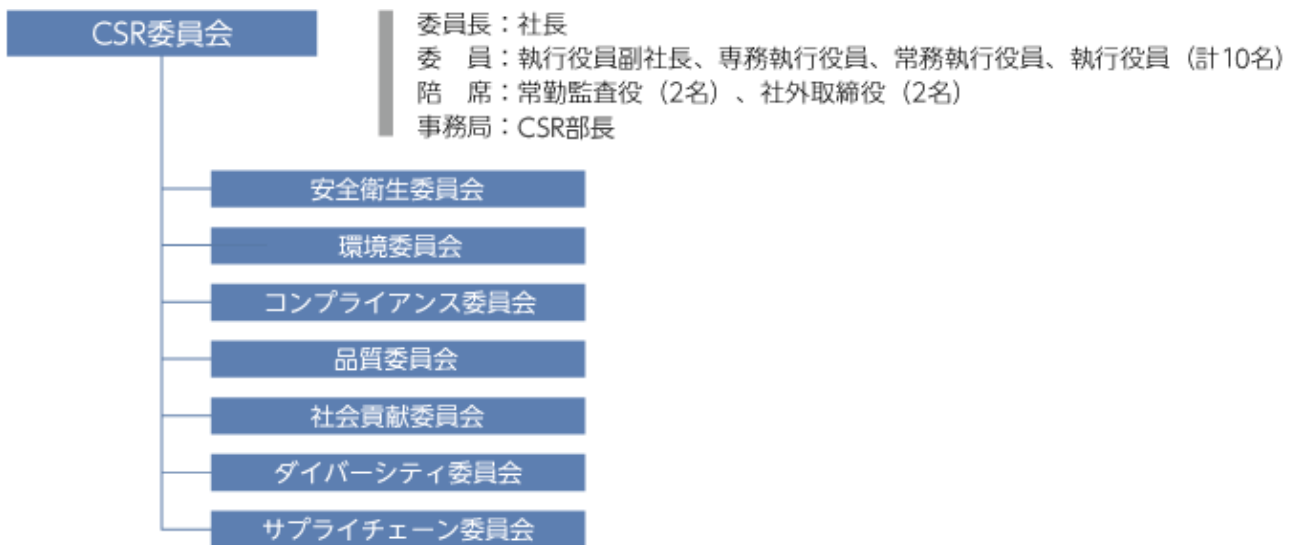 CSR委員会
委員長：社長
委　員：執行役員副社長、専務執行役員、常務執行役員、執行役員（計10名）
陪　席：常勤監査役（2名）、社外取締役（2名）
事務局：CSR部長
安全衛生委員会
環境委員会
コンプライアンス委員会
品質委員会
社会貢献委員会
ダイバーシティ委員会
サプライチェーン委員会